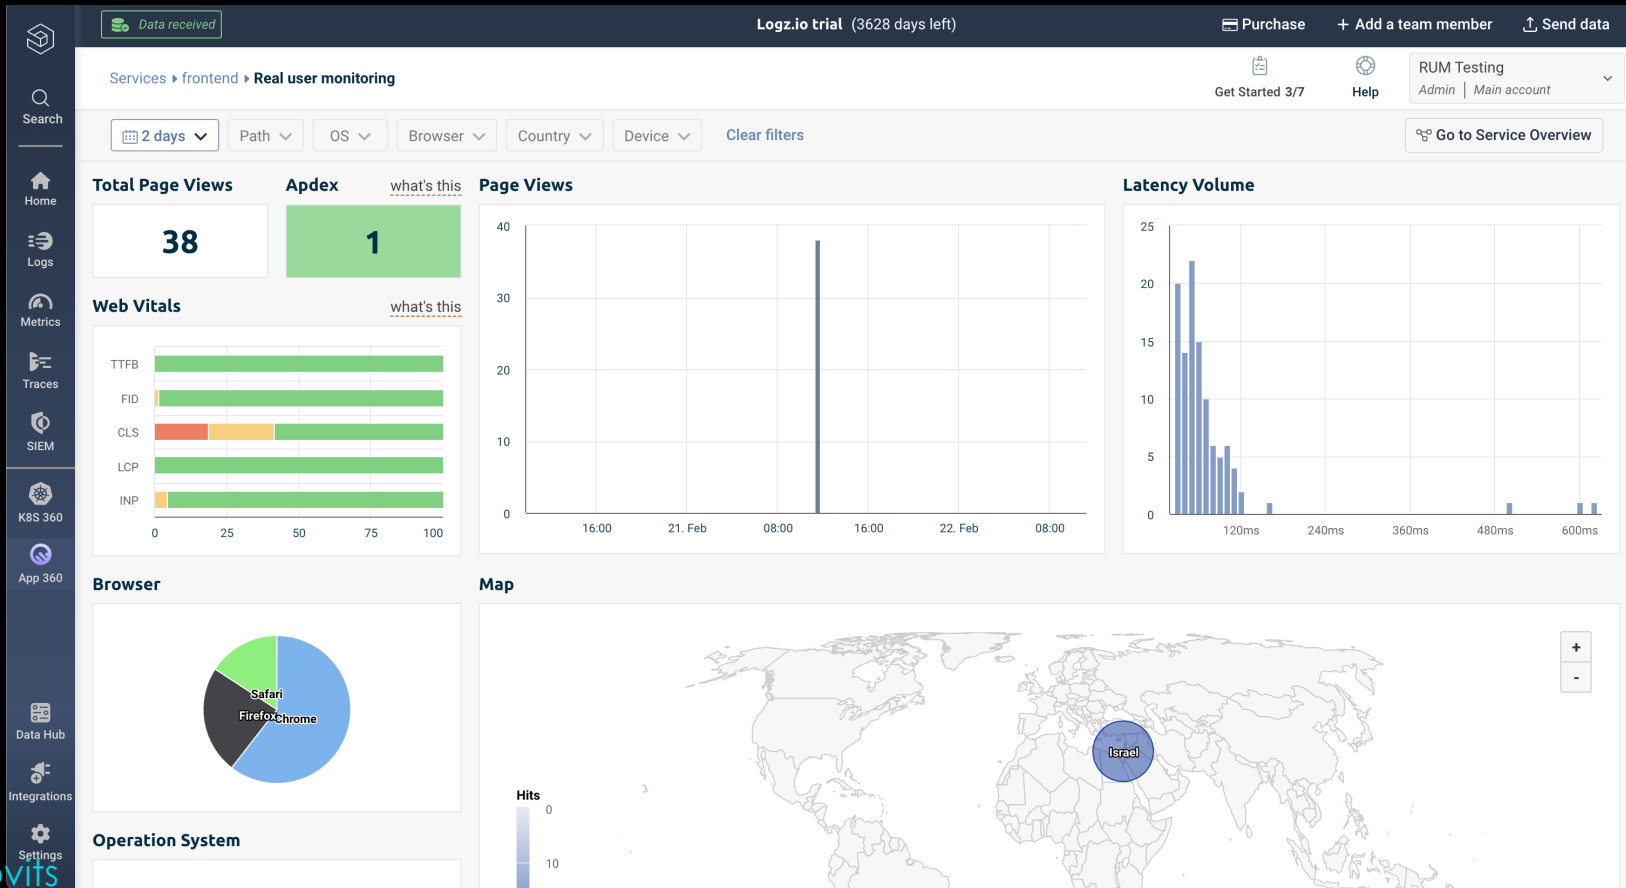 Data received
Logz.io trial (3628 days left)
Purchase
+ Add a team member
Send data
Services
frontend
Real user monitoring
Get Started 3/7
Help
RUM Testing
Admin | Main account
2 days
Path
OS
Browser
Country
Device
Clear filters
Go to Service Overview
Search
Home
Logs
Metrics
Traces
SIEM
K8S 360
App 360
Data Hub
Integrations
Settings
Total Page Views
38
Apdex
what's this
1
Web Vitals
what's this
TTFB
FID
CLS
LCP
INP
0 25 50 75 100
Page Views
40
30
20
10
0
16:00 21. Feb 08:00 16:00 22. Feb 08:00
Latency Volume
25
20
15
10
5
0
120ms 240ms 360ms 480ms 600ms
Browser
Safari
Firefox
Chrome
Map
+
-
Israel
Hits
0
10
Operation System